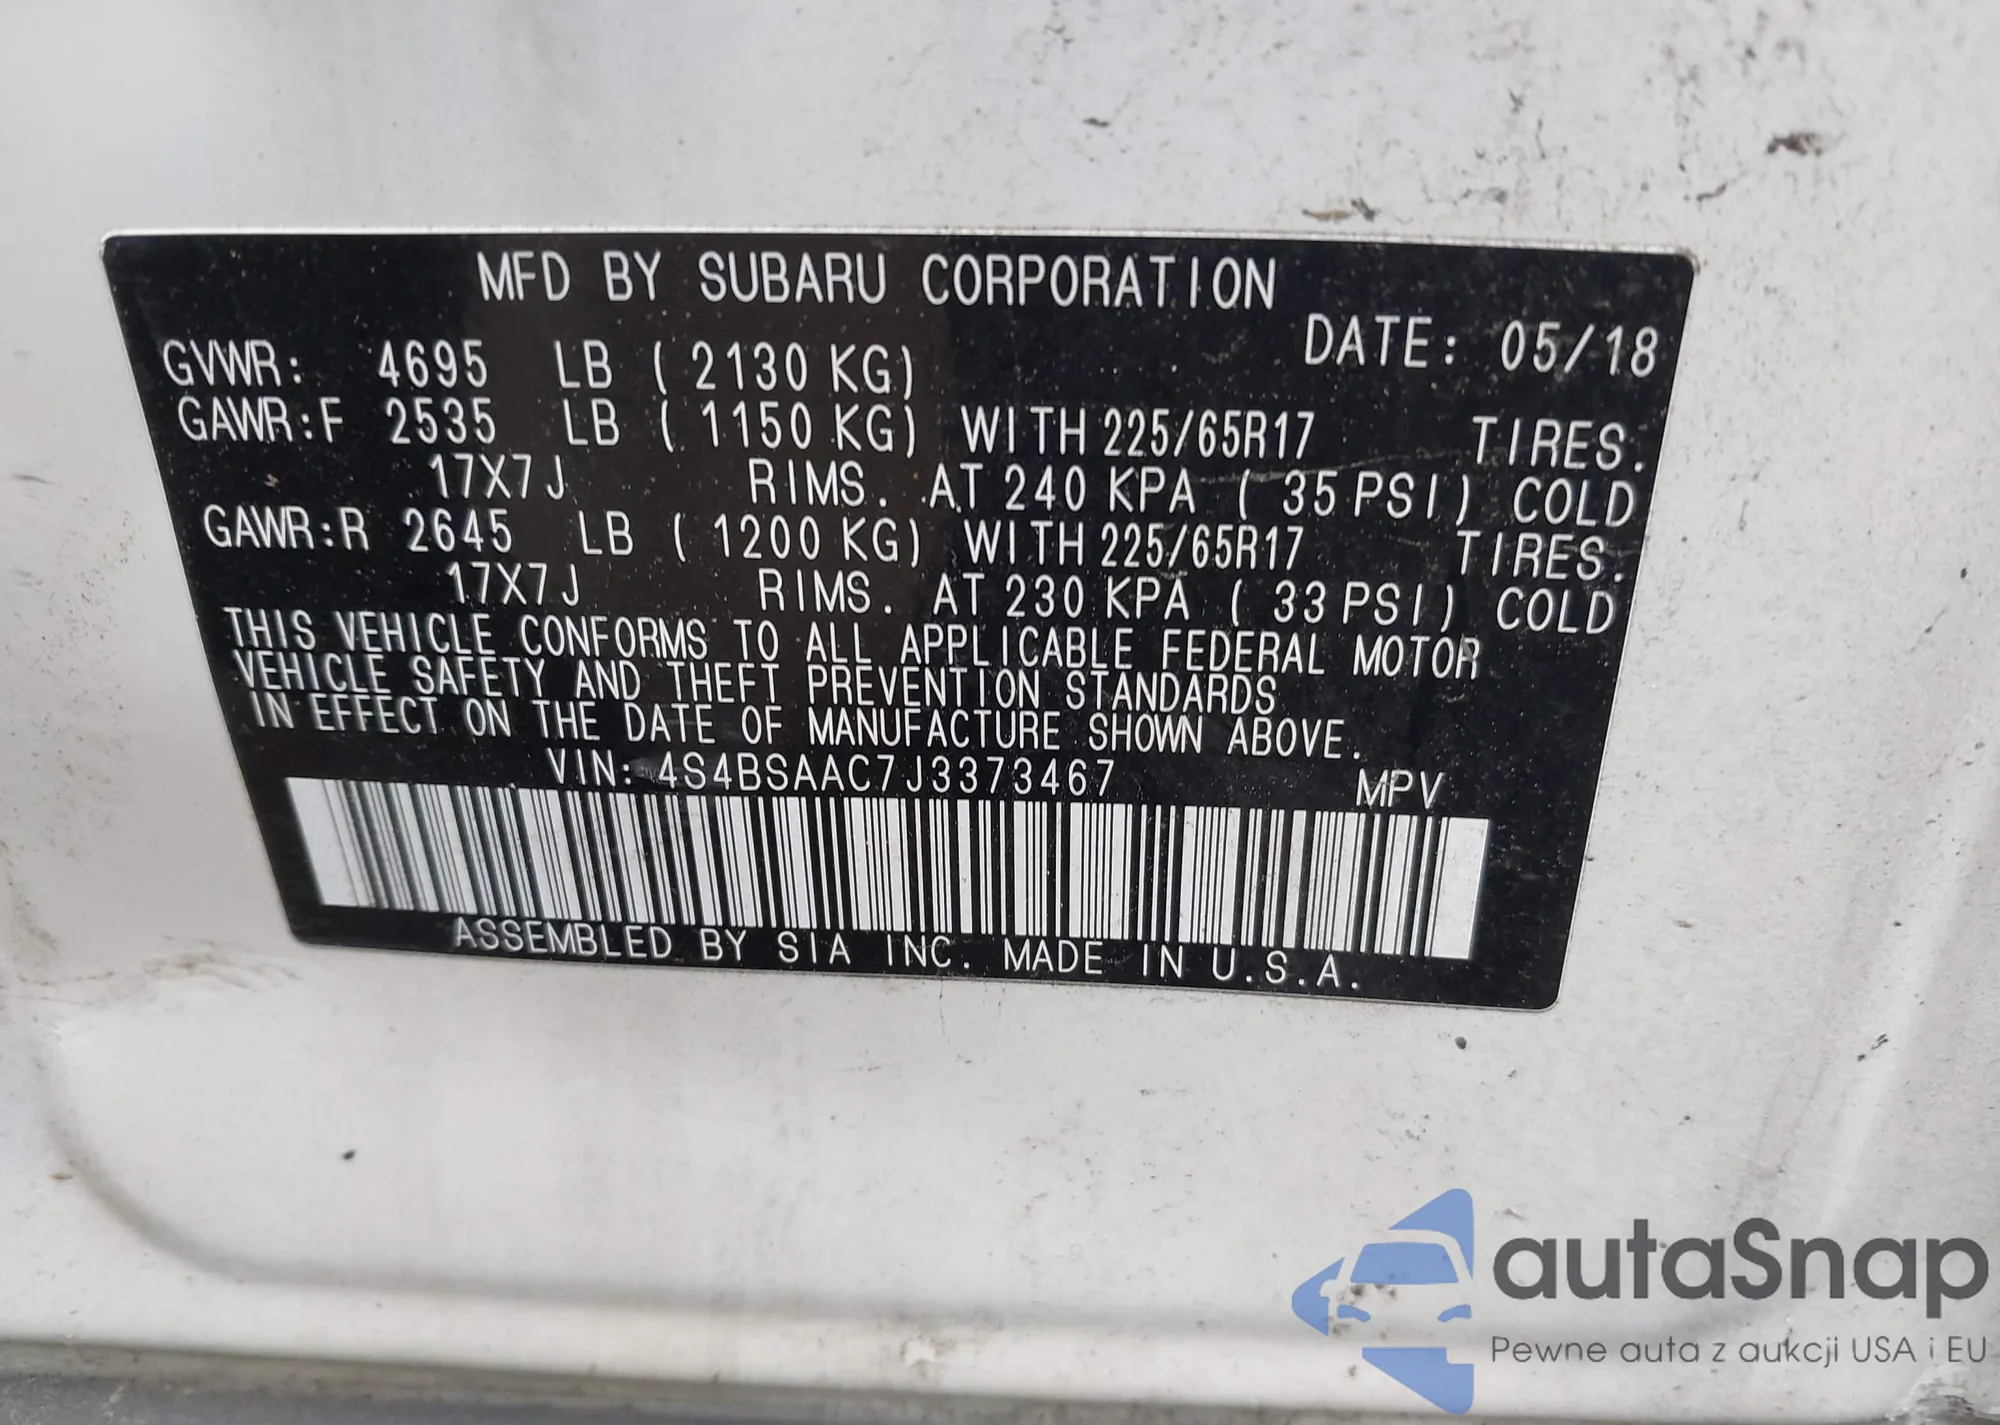 MFD BY SUBARU CORPORATION
DATE: 05/18
GVWR: 4695 LB ( 2130 KG)
GAWR:F 2535 LB ( 1150 KG) WITH 225/65R17 TIRES.
17X7J RIMS. AT 240 KPA ( 35 PSI) COLD
GAWR:R 2645 LB ( 1200 KG) WITH 225/65R17 TIRES.
17X7J RIMS. AT 230 KPA ( 33 PSI) COLD
THIS VEHICLE CONFORMS TO ALL APPLICABLE FEDERAL MOTOR
VEHICLE SAFETY AND THEFT PREVENTION STANDARDS
IN EFFECT ON THE DATE OF MANUFACTURE SHOWN ABOVE.
VIN: 4S4BSAAC7J3373467 MPV
ASSEMBLED BY SIA INC. MADE IN U.S.A.
autaSnap
Pewne auta z aukcji USA i EU